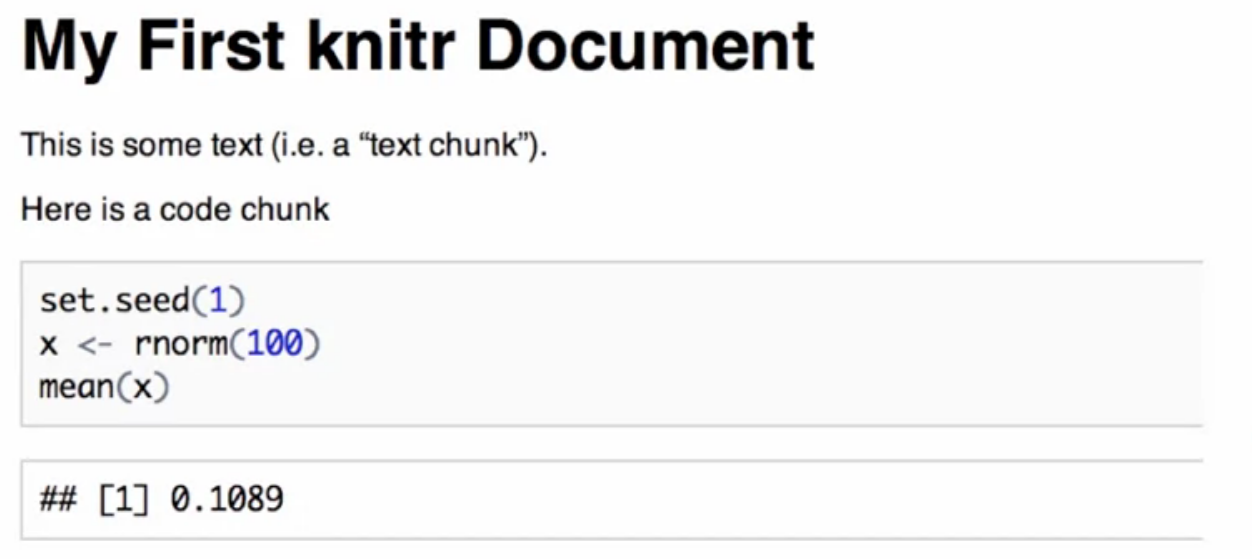 My First knitr Document
This is some text (i.e. a “text chunk”).
Here is a code chunk
set.seed(1)
x <- rnorm(100)
mean(x)
## [1] 0.1089